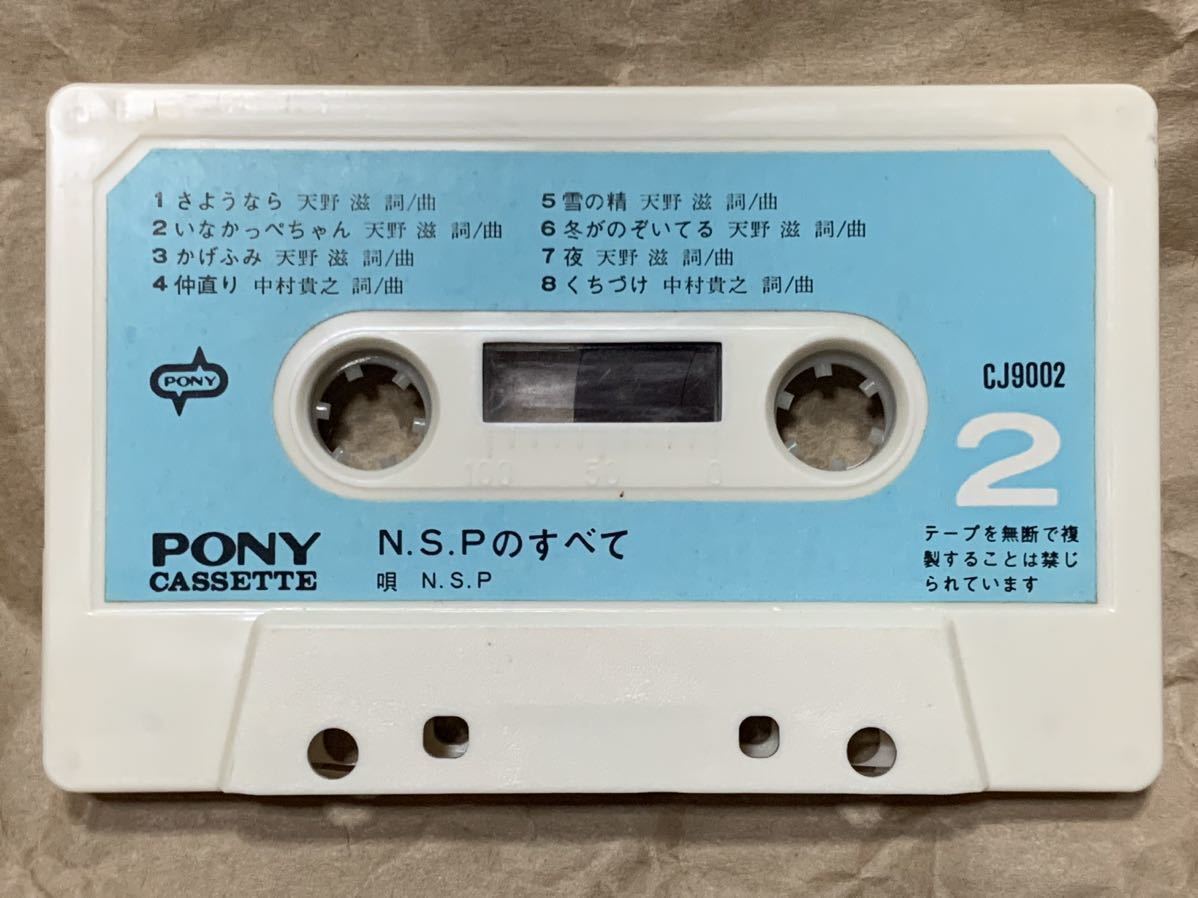 1 さようなら 天野 滋 詞/曲
2 いなかっぺちゃん 天野 滋 詞/曲
3 かげふみ 天野 滋 詞/曲
4 仲直り 中村貴之 詞/曲
5 雪の精 天野 滋 詞/曲
6 冬がのぞいてる 天野 滋 詞/曲
7 夜 天野 滋 詞/曲
8 くちづけ 中村貴之 詞/曲
PONY
CJ9002
100 50 0
2
PONY
CASSETTE
N.S.Pのすべて
唄 N.S.P
テープを無断で複
製することは禁じ
られています